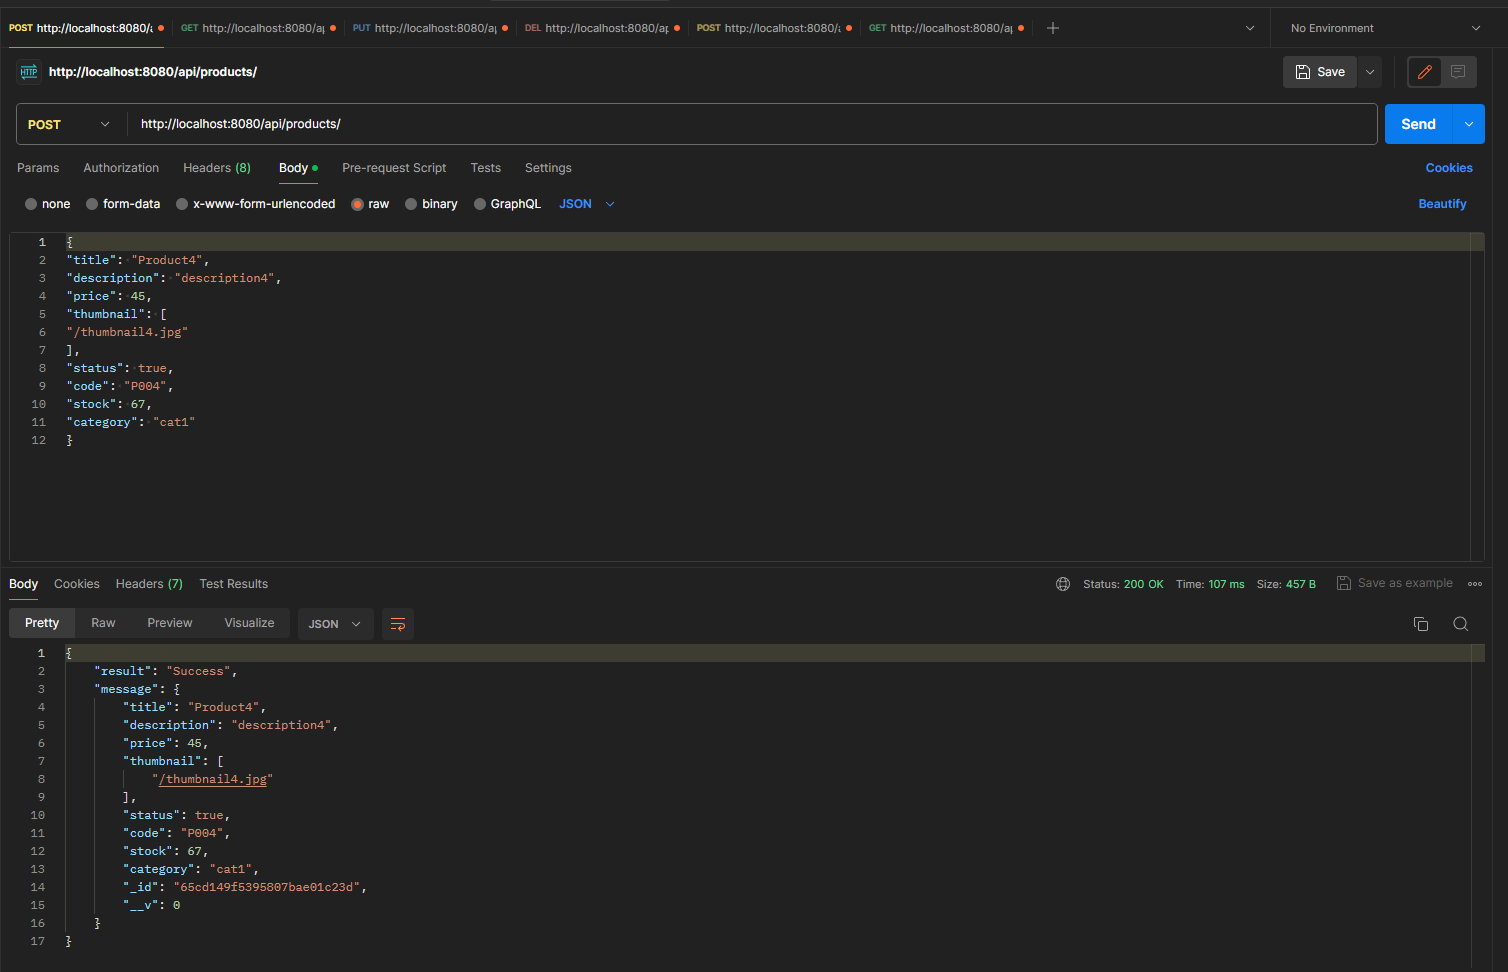 POST http://localhost:8080/a GET http://localhost:8080/ap PUT http://localhost:8080/ap DEL http://localhost:8080/ap POST http://localhost:8080/a GET http://localhost:8080/ap No Environment
HTTP http://localhost:8080/api/products/ Save
POST http://localhost:8080/api/products/ Send
Params Authorization Headers (8) Body Pre-request Script Tests Settings Cookies
none form-data x-www-form-urlencoded raw binary GraphQL JSON Beautify
1 {
2 "title": "Product4",
3 "description": "description4",
4 "price": 45,
5 "thumbnail": [
6 "/thumbnail4.jpg"
7 ],
8 "status": true,
9 "code": "P004",
10 "stock": 67,
11 "category": "cat1"
12 }
Body Cookies Headers (7) Test Results Status: 200 OK Time: 107 ms Size: 457 B Save as example
Pretty Raw Preview Visualize JSON
1 {
2 "result": "Success",
3 "message": {
4 "title": "Product4",
5 "description": "description4",
6 "price": 45,
7 "thumbnail": [
8 "/thumbnail4.jpg"
9 ],
10 "status": true,
11 "code": "P004",
12 "stock": 67,
13 "category": "cat1",
14 "_id": "65cd149f5395807bae01c23d",
15 "__v": 0
16 }
17 }